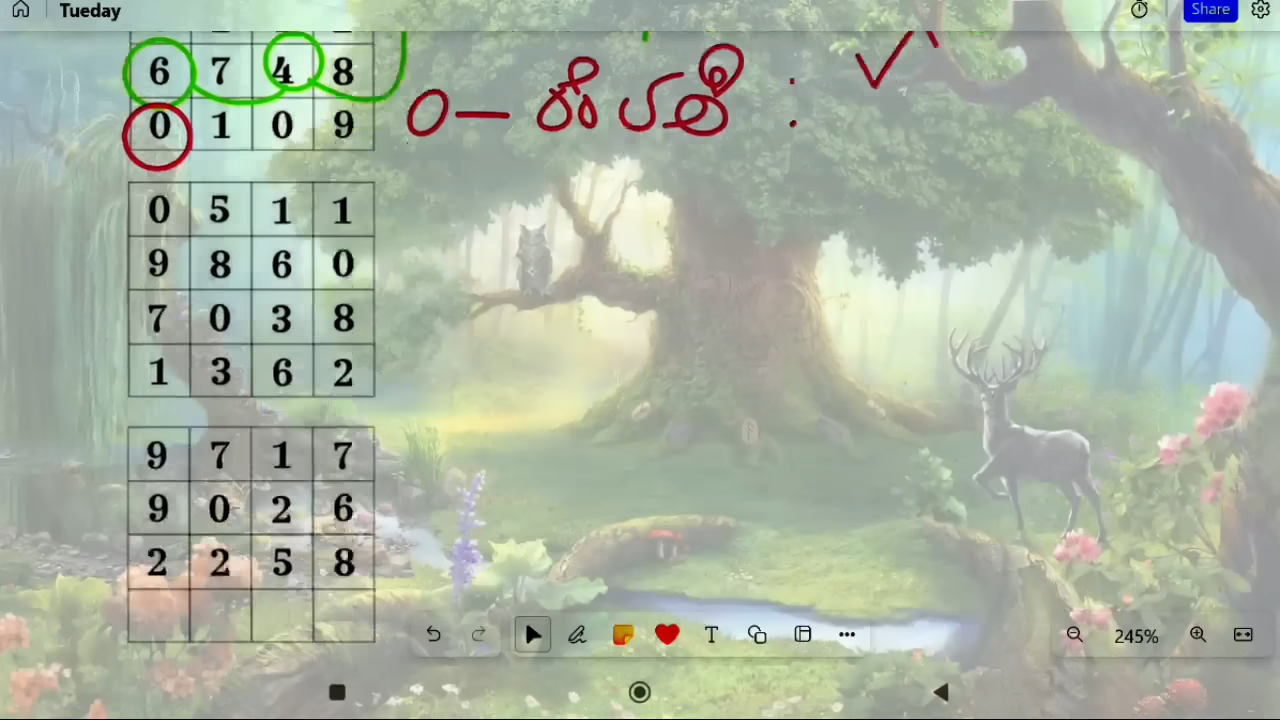 Tueday
Share
6 7 4 8
0 1 0 9
0 5 1 1
9 8 6 0
7 0 3 8
1 3 6 2
9 7 1 7
9 0 2 6
2 2 5 8
T
245%